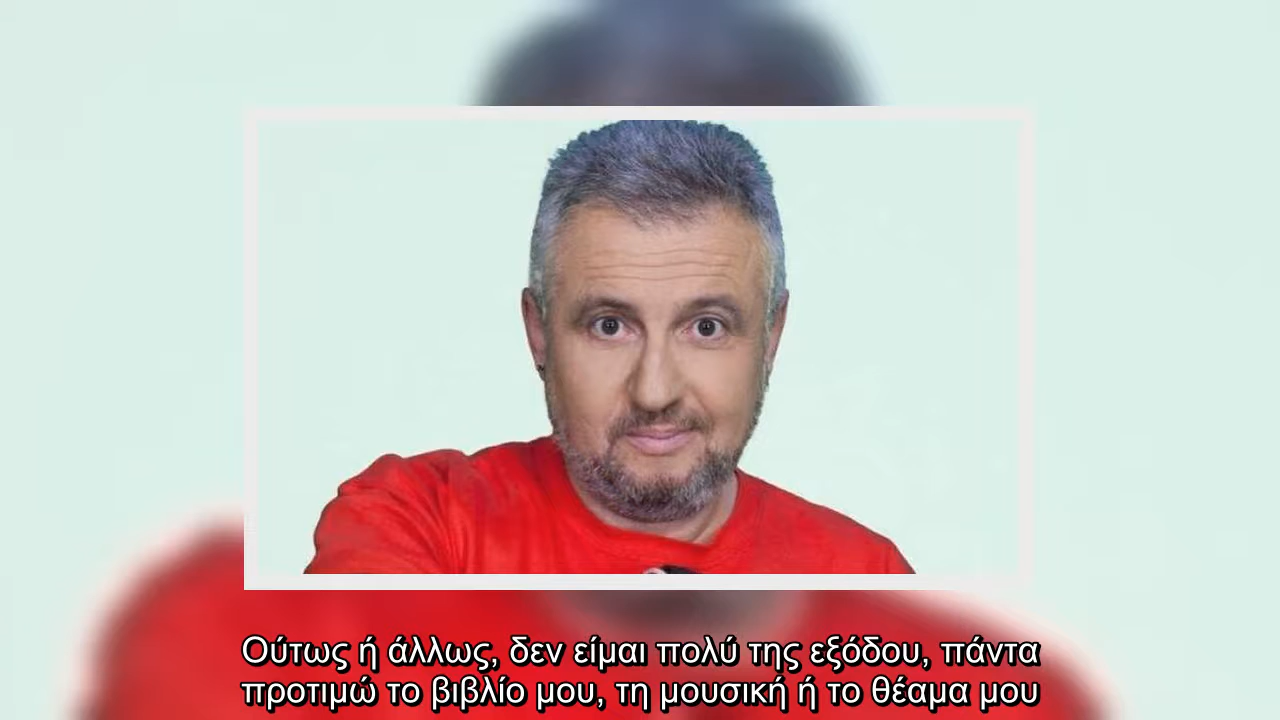 Ούτως ή άλλως, δεν είμαι πολύ της εξόδου, πάντα
προτιμώ το βιβλίο μου, τη μουσική ή το θέαμα μου